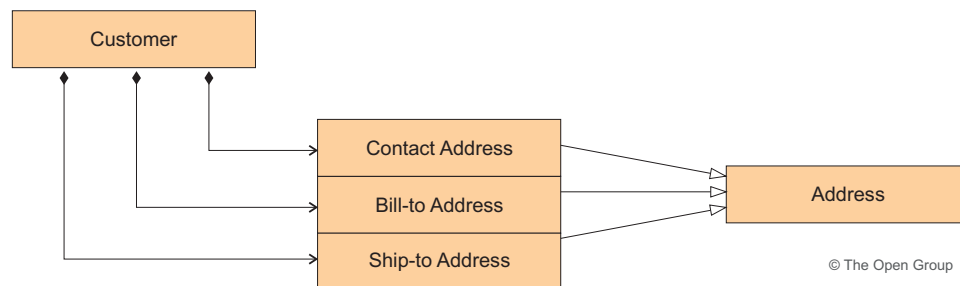 Customer
Contact Address
Bill-to Address
Address
Ship-to Address
© The Open Group